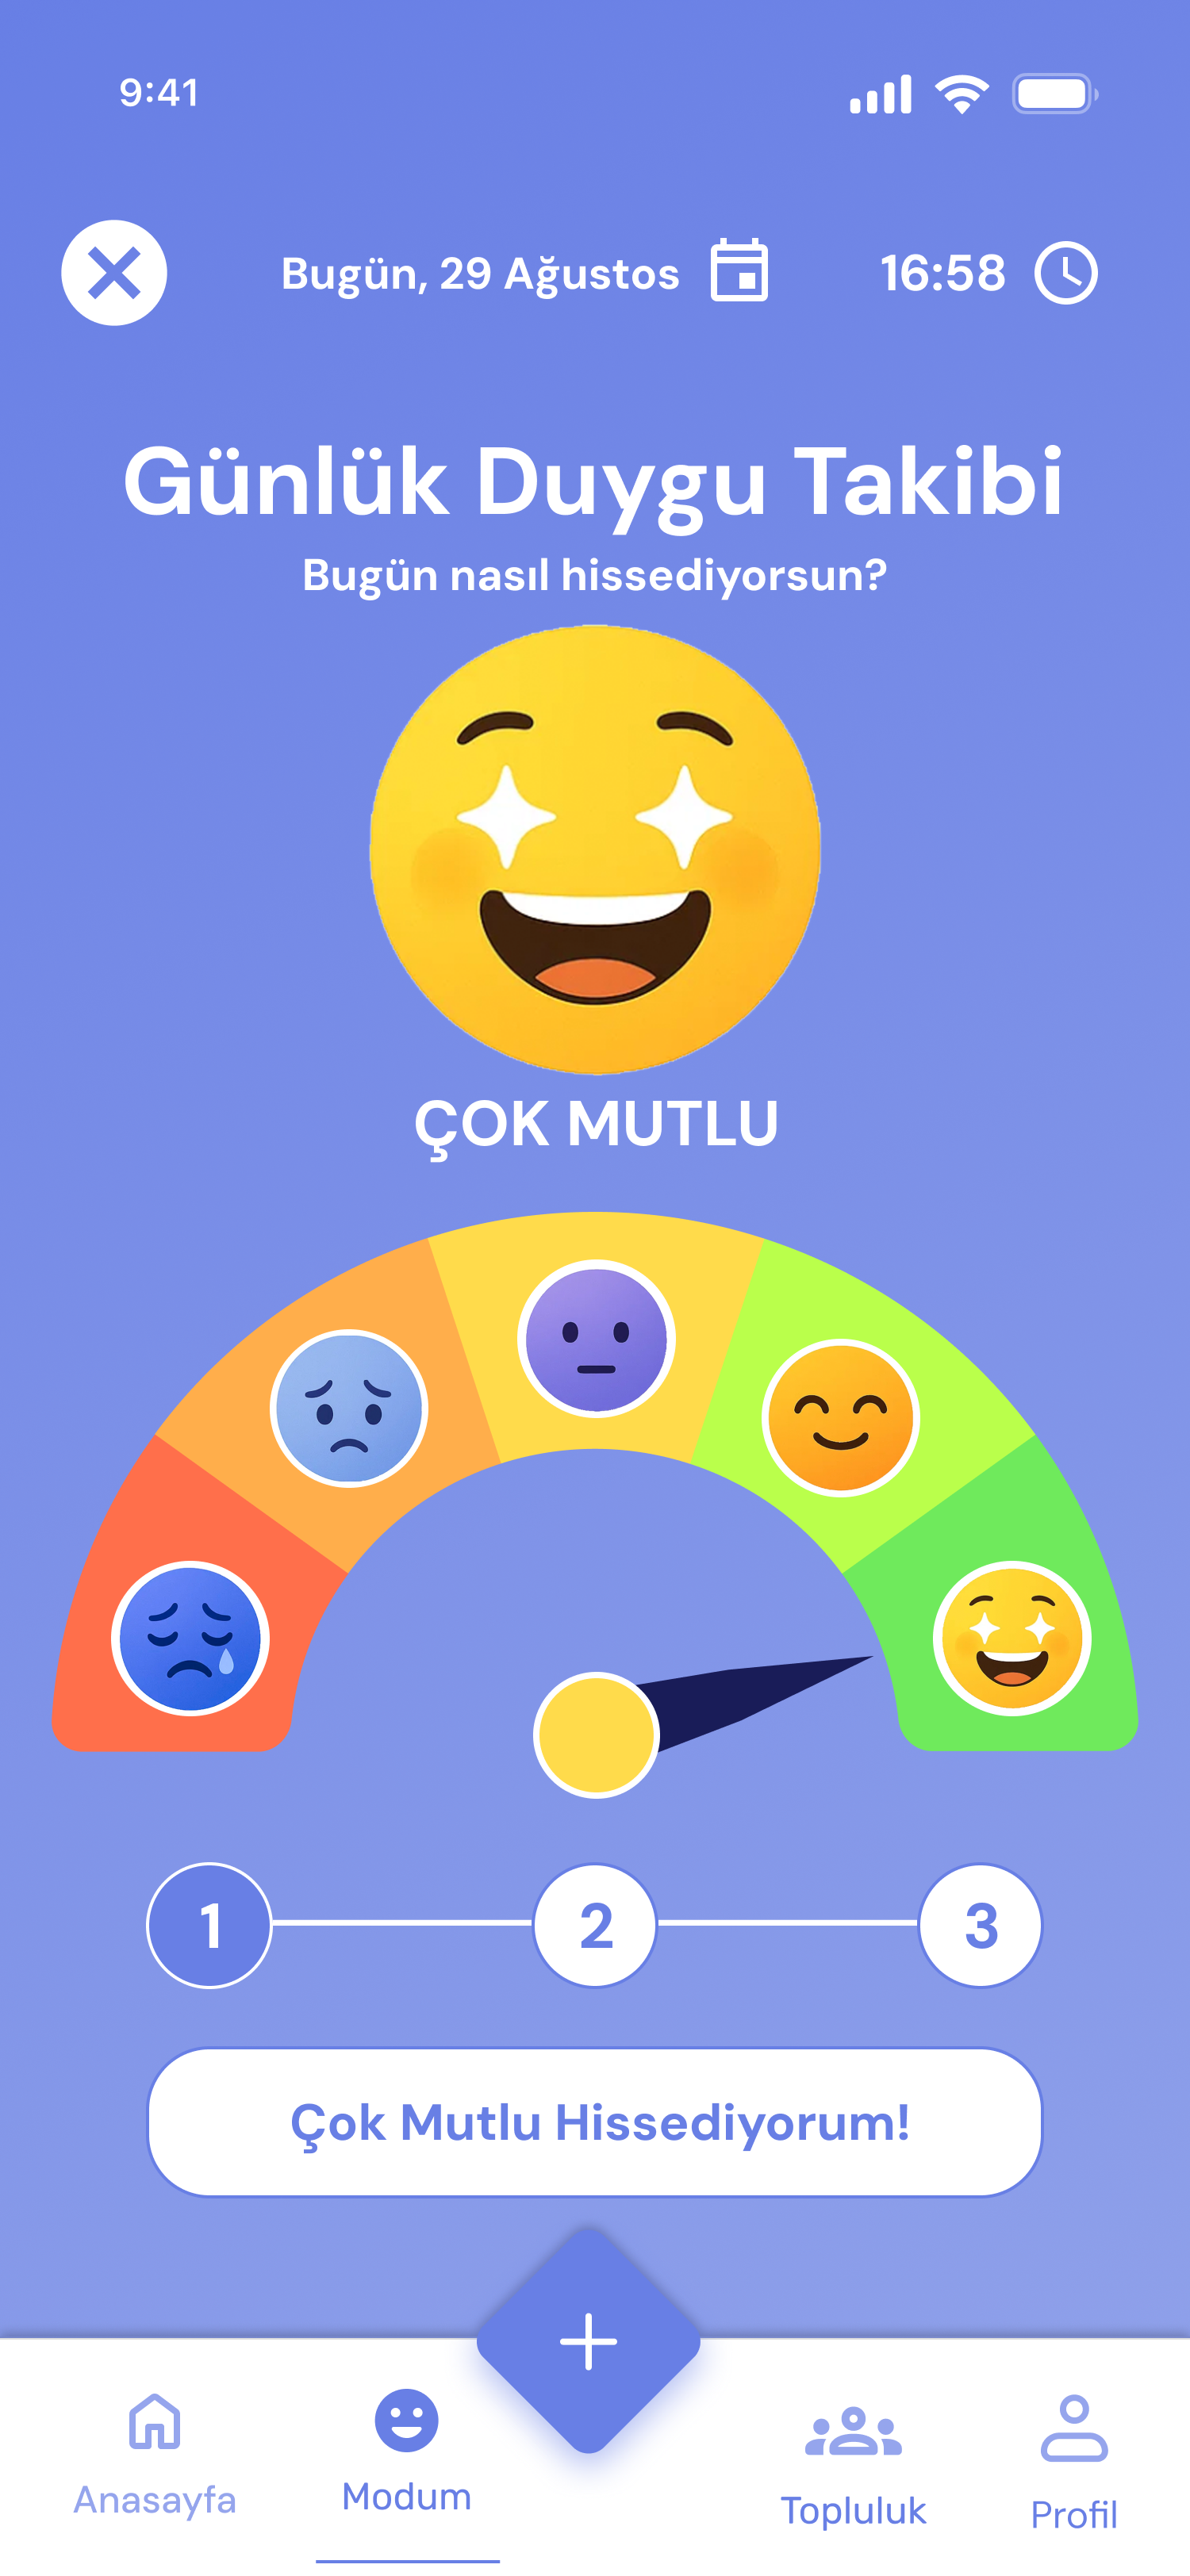 9:41
Bugün, 29 Ağustos
16:58
Günlük Duygu Takibi
Bugün nasıl hissediyorsun?
ÇOK MUTLU
1
2
3
Çok Mutlu Hissediyorum!
Anasayfa
Modum
Topluluk
Profil